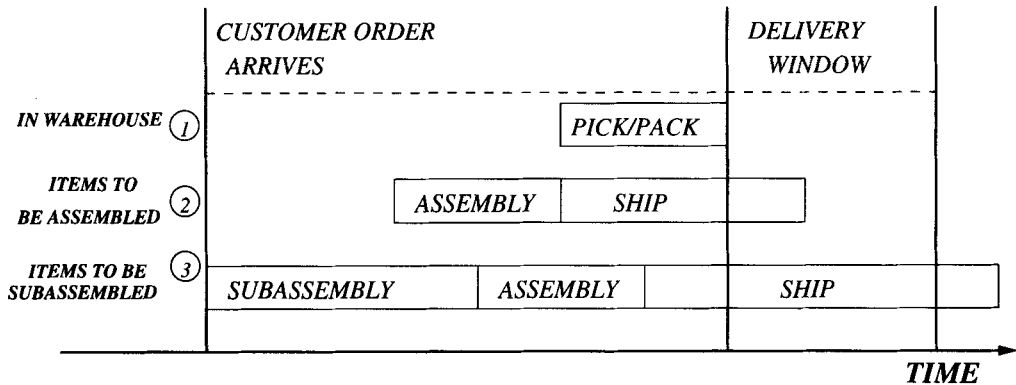 CUSTOMER ORDER
ARRIVES
DELIVERY
WINDOW
IN WAREHOUSE 1
PICK/PACK
ITEMS TO
BE ASSEMBLED 2
ASSEMBLY SHIP
ITEMS TO BE
SUBASSEMBLED 3
SUBASSEMBLY ASSEMBLY SHIP
TIME